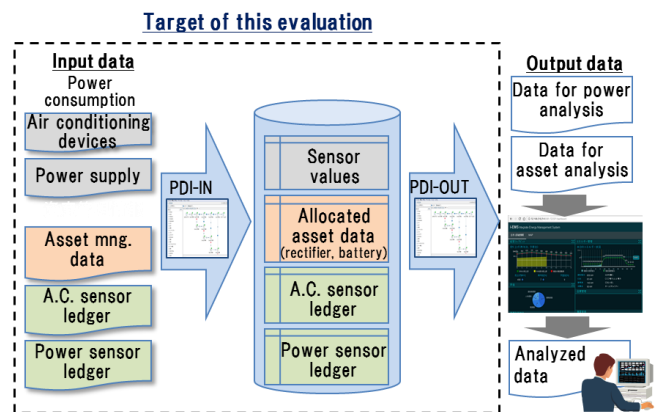 Target of this evaluation
Input data
Power
consumption
Air conditioning
devices
Power supply
Asset mng.
data
A.C. sensor
ledger
Power sensor
ledger
PDI-IN
Sensor
values
Allocated
asset data
(rectifier, battery)
A.C. sensor
ledger
Power sensor
ledger
PDI-OUT
Output data
Data for power
analysis
Data for
asset analysis
Analyzed
data